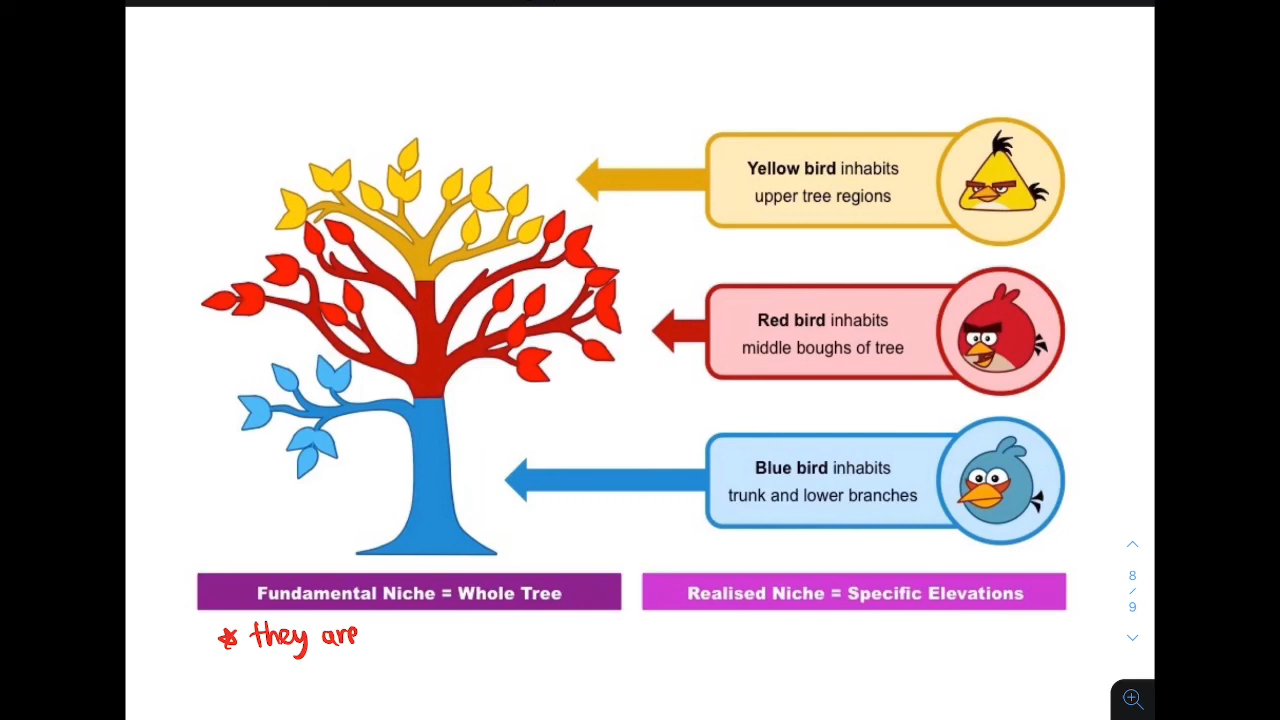 Yellow bird inhabits
upper tree regions
Red bird inhabits
middle boughs of tree
Blue bird inhabits
trunk and lower branches
Fundamental Niche = Whole Tree
Realised Niche = Specific Elevations
* they are
8
/
9